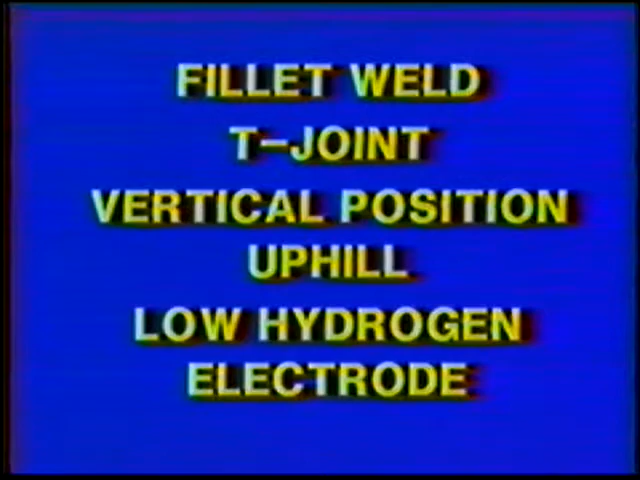 FILLET WELD
T-JOINT
VERTICAL POSITION
UPHILL
LOW HYDROGEN
ELECTRODE